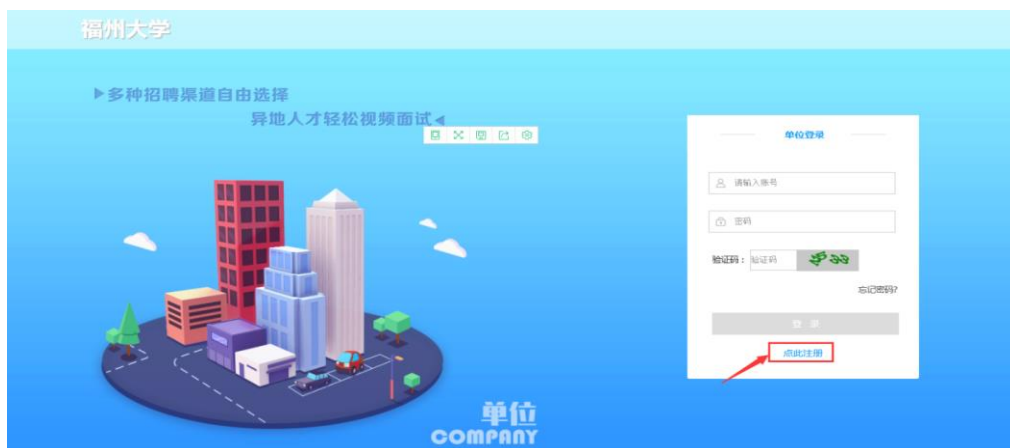 福州大学
多种招聘渠道自由选择
异地人才轻松视频面试
单位登录
请输入账号
密码
验证码： 验证码
忘记密码?
登 录
点此注册
单位
COMPANY